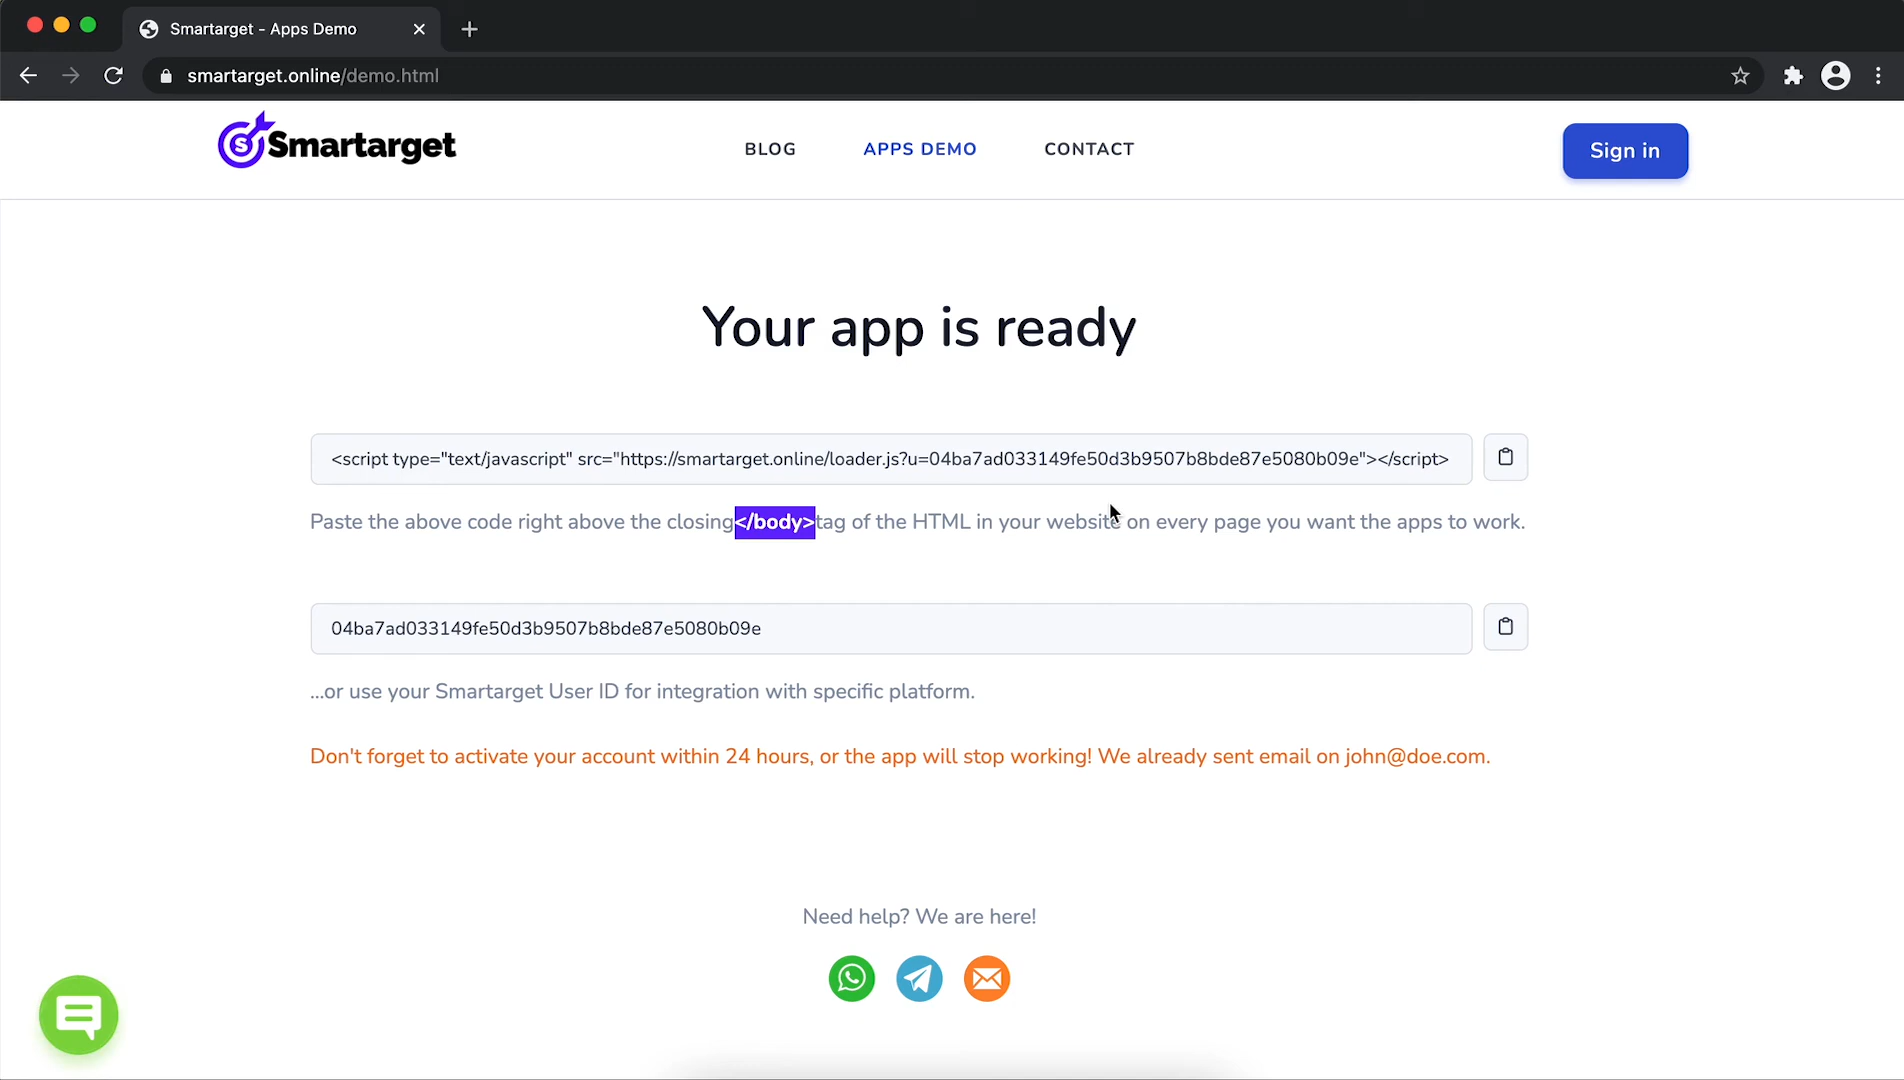 Smartarget - Apps Demo
smartarget.online/demo.html
Smartarget
BLOG
APPS DEMO
CONTACT
Sign in
Your app is ready
<script type="text/javascript" src="https://smartarget.online/loader.js?u=04ba7ad033149fe50d3b9507b8bde87e5080b09e"></script>
Paste the above code right above the closing</body>tag of the HTML in your website on every page you want the apps to work.
04ba7ad033149fe50d3b9507b8bde87e5080b09e
...or use your Smartarget User ID for integration with specific platform.
Don't forget to activate your account within 24 hours, or the app will stop working! We already sent email on john@doe.com.
Need help? We are here!